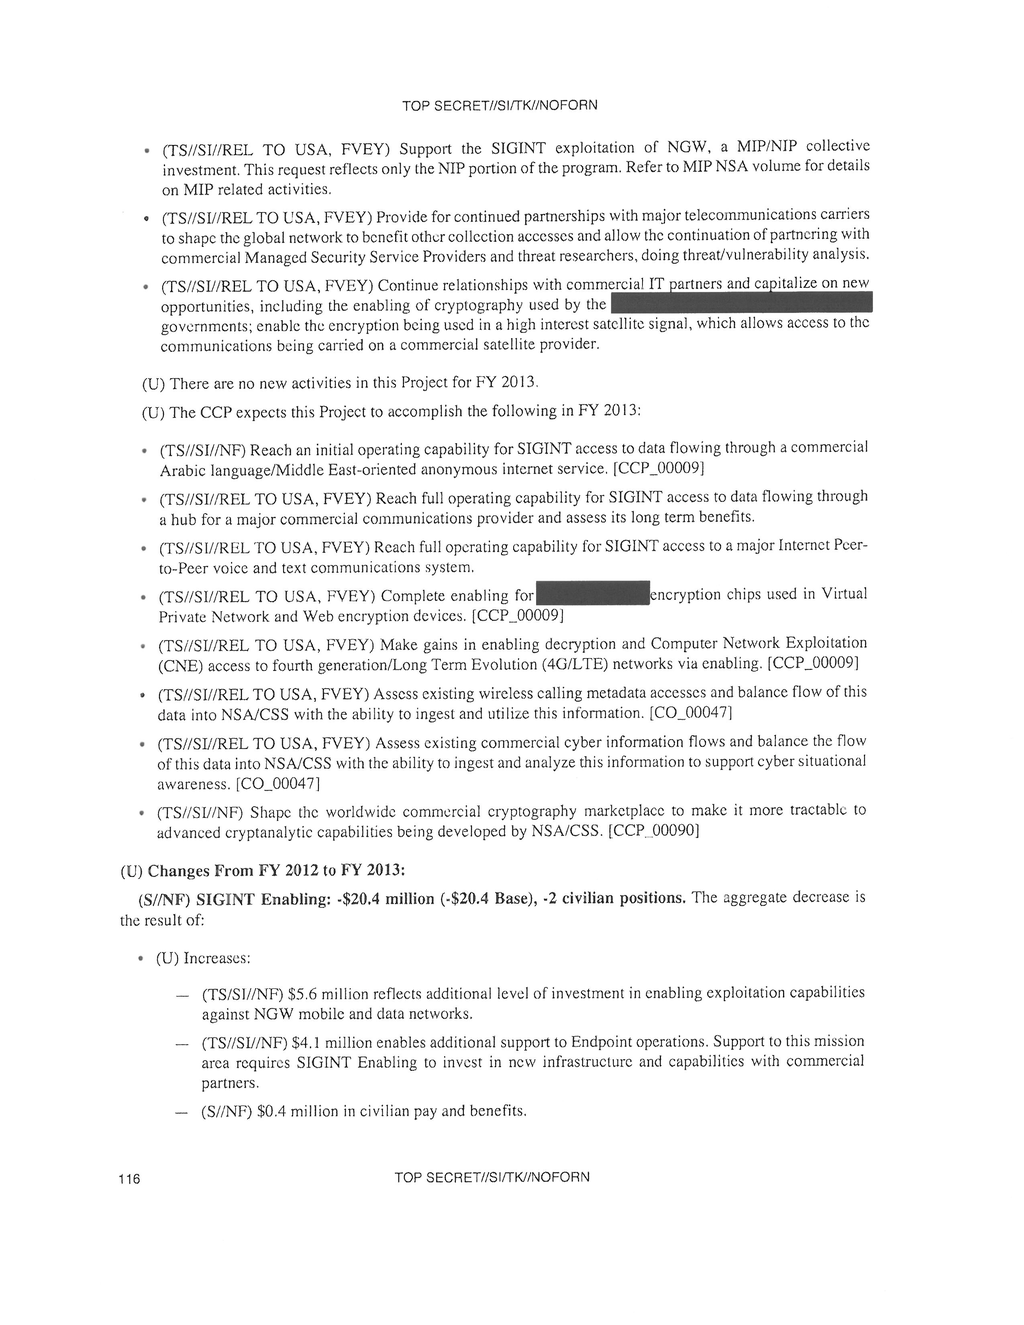 TOP SECRET//SI/TK//NOFORN
• (TS//SI//REL TO USA, FVEY) Support the SIGINT exploitation of NGW, a MIP/NIP collective
investment. This request reflects only the NIP portion of the program. Refer to MIP NSA volume for details
on MIP related activities.
• (TS//SI//REL TO USA, FVEY) Provide for continued partnerships with major telecommunications carriers
to shape the global network to benefit other collection accesses and allow the continuation of partnering with
commercial Managed Security Service Providers and threat researchers, doing threat/vulnerability analysis.
• (TS//SI//REL TO USA, FVEY) Continue relationships with commercial IT partners and capitalize on new
opportunities, including the enabling of cryptography used by the
governments; enable the encryption being used in a high interest satellite signal, which allows access to the
communications being carried on a commercial satellite provider.
(U) There are no new activities in this Project for FY 2013.
(U) The CCP expects this Project to accomplish the following in FY 2013:
• (TS//SI//NF) Reach an initial operating capability for SIGINT access to data flowing through a commercial
Arabic language/Middle East-oriented anonymous internet service. [CCP_00009]
• (TS//SI//REL TO USA, FVEY) Reach full operating capability for SIGINT access to data flowing through
a hub for a major commercial communications provider and assess its long term benefits.
• (TS//SI//REL TO USA, FVEY) Reach full operating capability for SIGINT access to a major Internet Peer-
to-Peer voice and text communications system.
• (TS//SI//REL TO USA, FVEY) Complete enabling for encryption chips used in Virtual
Private Network and Web encryption devices. [CCP_00009]
• (TS//SI//REL TO USA, FVEY) Make gains in enabling decryption and Computer Network Exploitation
(CNE) access to fourth generation/Long Term Evolution (4G/LTE) networks via enabling. [CCP_00009]
• (TS//SI//REL TO USA, FVEY) Assess existing wireless calling metadata accesses and balance flow of this
data into NSA/CSS with the ability to ingest and utilize this information. [CO_00047]
• (TS//SI//REL TO USA, FVEY) Assess existing commercial cyber information flows and balance the flow
of this data into NSA/CSS with the ability to ingest and analyze this information to support cyber situational
awareness. [CO_00047]
• (TS//SI//NF) Shape the worldwide commercial cryptography marketplace to make it more tractable to
advanced cryptanalytic capabilities being developed by NSA/CSS. [CCP_00090]
(U) Changes From FY 2012 to FY 2013:
(S//NF) SIGINT Enabling: -$20.4 million (-$20.4 Base), -2 civilian positions. The aggregate decrease is
the result of:
• (U) Increases:
— (TS/SI//NF) $5.6 million reflects additional level of investment in enabling exploitation capabilities
against NGW mobile and data networks.
— (TS//SI//NF) $4.1 million enables additional support to Endpoint operations. Support to this mission
area requires SIGINT Enabling to invest in new infrastructure and capabilities with commercial
partners.
— (S//NF) $0.4 million in civilian pay and benefits.
116
TOP SECRET//SI/TK//NOFORN